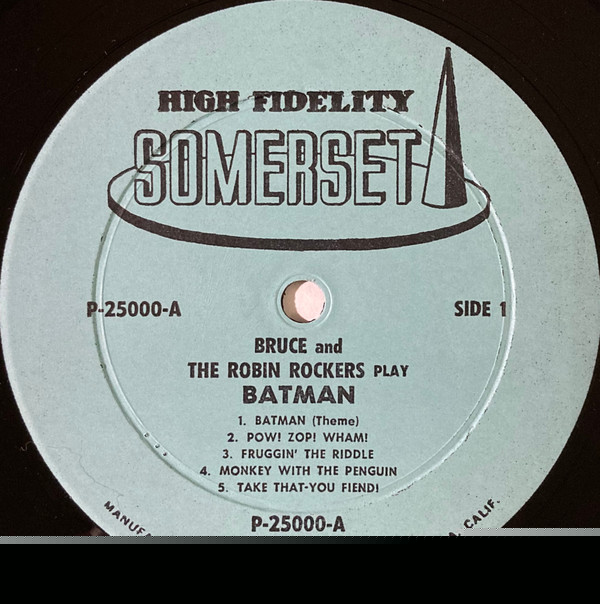 HIGH FIDELITY
SOMERSET
P-25000-A
SIDE 1
BRUCE and
THE ROBIN ROCKERS PLAY
BATMAN
1. BATMAN (Theme)
2. POW! ZOP! WHAM!
3. FRUGGIN' THE RIDDLE
4. MONKEY WITH THE PENGUIN
5. TAKE THAT-YOU FIEND!
P-25000-A
CALIF.